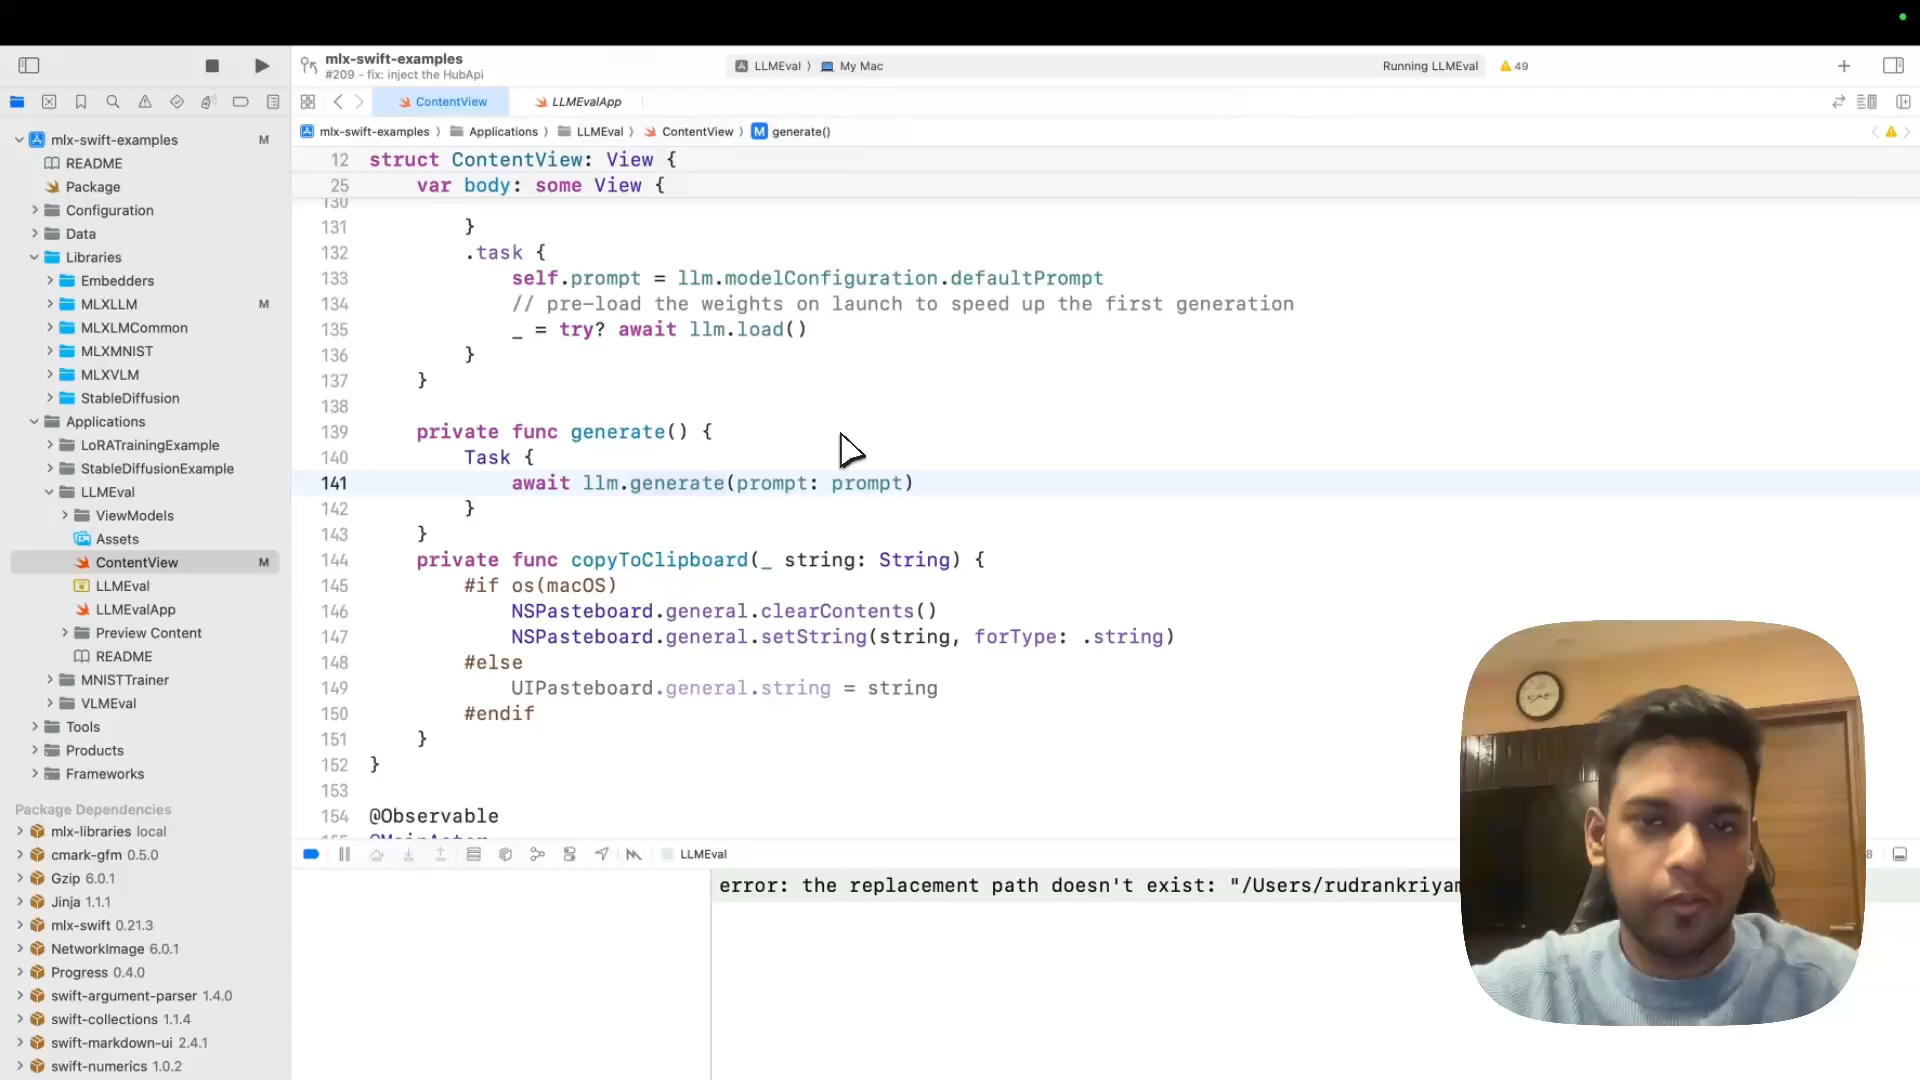 mlx-swift-examples
#209 - fix: inject the HubApi
LLMEval 〉 My Mac
Running LLMEval
49
ContentView
LLMEvalApp
mlx-swift-examples 〉 Applications 〉 LLMEval 〉 ContentView 〉 M generate()
mlx-swift-examples M
README
Package
Configuration
Data
Libraries
Embedders
MLXLLM M
MLXLMCommon
MLXMNIST
MLXVLM
StableDiffusion
Applications
LoRATrainingExample
StableDiffusionExample
LLMEval
ViewModels
Assets
ContentView M
LLMEval
LLMEvalApp
Preview Content
README
MNISTTrainer
VLMEval
Tools
Products
Frameworks
Package Dependencies
mlx-libraries local
cmark-gfm 0.5.0
Gzip 6.0.1
Jinja 1.1.1
mlx-swift 0.21.3
NetworkImage 6.0.1
Progress 0.4.0
swift-argument-parser 1.4.0
swift-collections 1.1.4
swift-markdown-ui 2.4.1
swift-numerics 1.0.2
12 struct ContentView: View {
25 var body: some View {
130
131 }
132 .task {
133 self.prompt = llm.modelConfiguration.defaultPrompt
134 // pre-load the weights on launch to speed up the first generation
135 _ = try? await llm.load()
136 }
137 }
138
139 private func generate() {
140 Task {
141 await llm.generate(prompt: prompt)
142 }
143 }
144 private func copyToClipboard(_ string: String) {
145 #if os(macOS)
146 NSPasteboard.general.clearContents()
147 NSPasteboard.general.setString(string, forType: .string)
148 #else
149 UIPasteboard.general.string = string
150 #endif
151 }
152 }
153
154 @Observable
155 @MainActor
LLMEval
error: the replacement path doesn't exist: "/Users/rudrankriyam